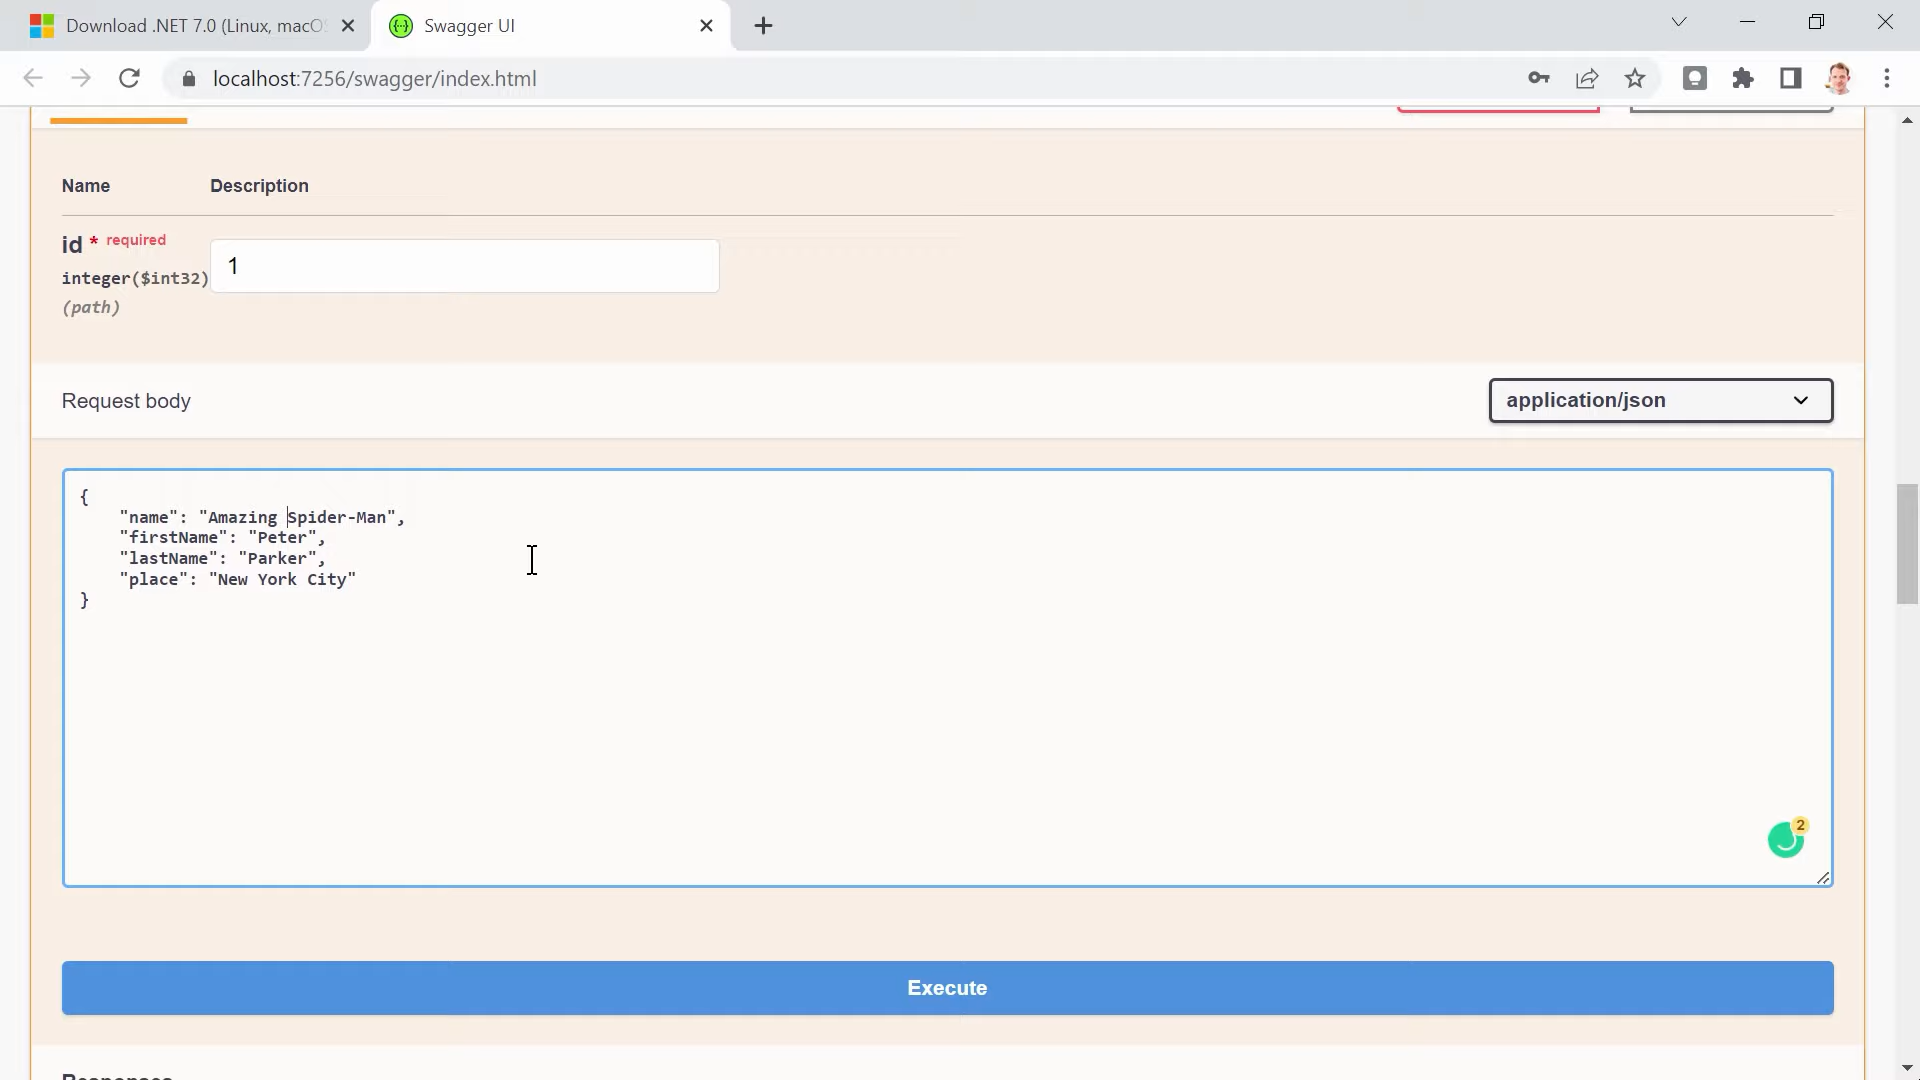 Download .NET 7.0 (Linux, macOS
Swagger UI
localhost:7256/swagger/index.html
Name Description
id * required
integer($int32)
(path)
1
Request body
application/json
{
"name": "Amazing Spider-Man",
"firstName": "Peter",
"lastName": "Parker",
"place": "New York City"
}
2
Execute
Responses